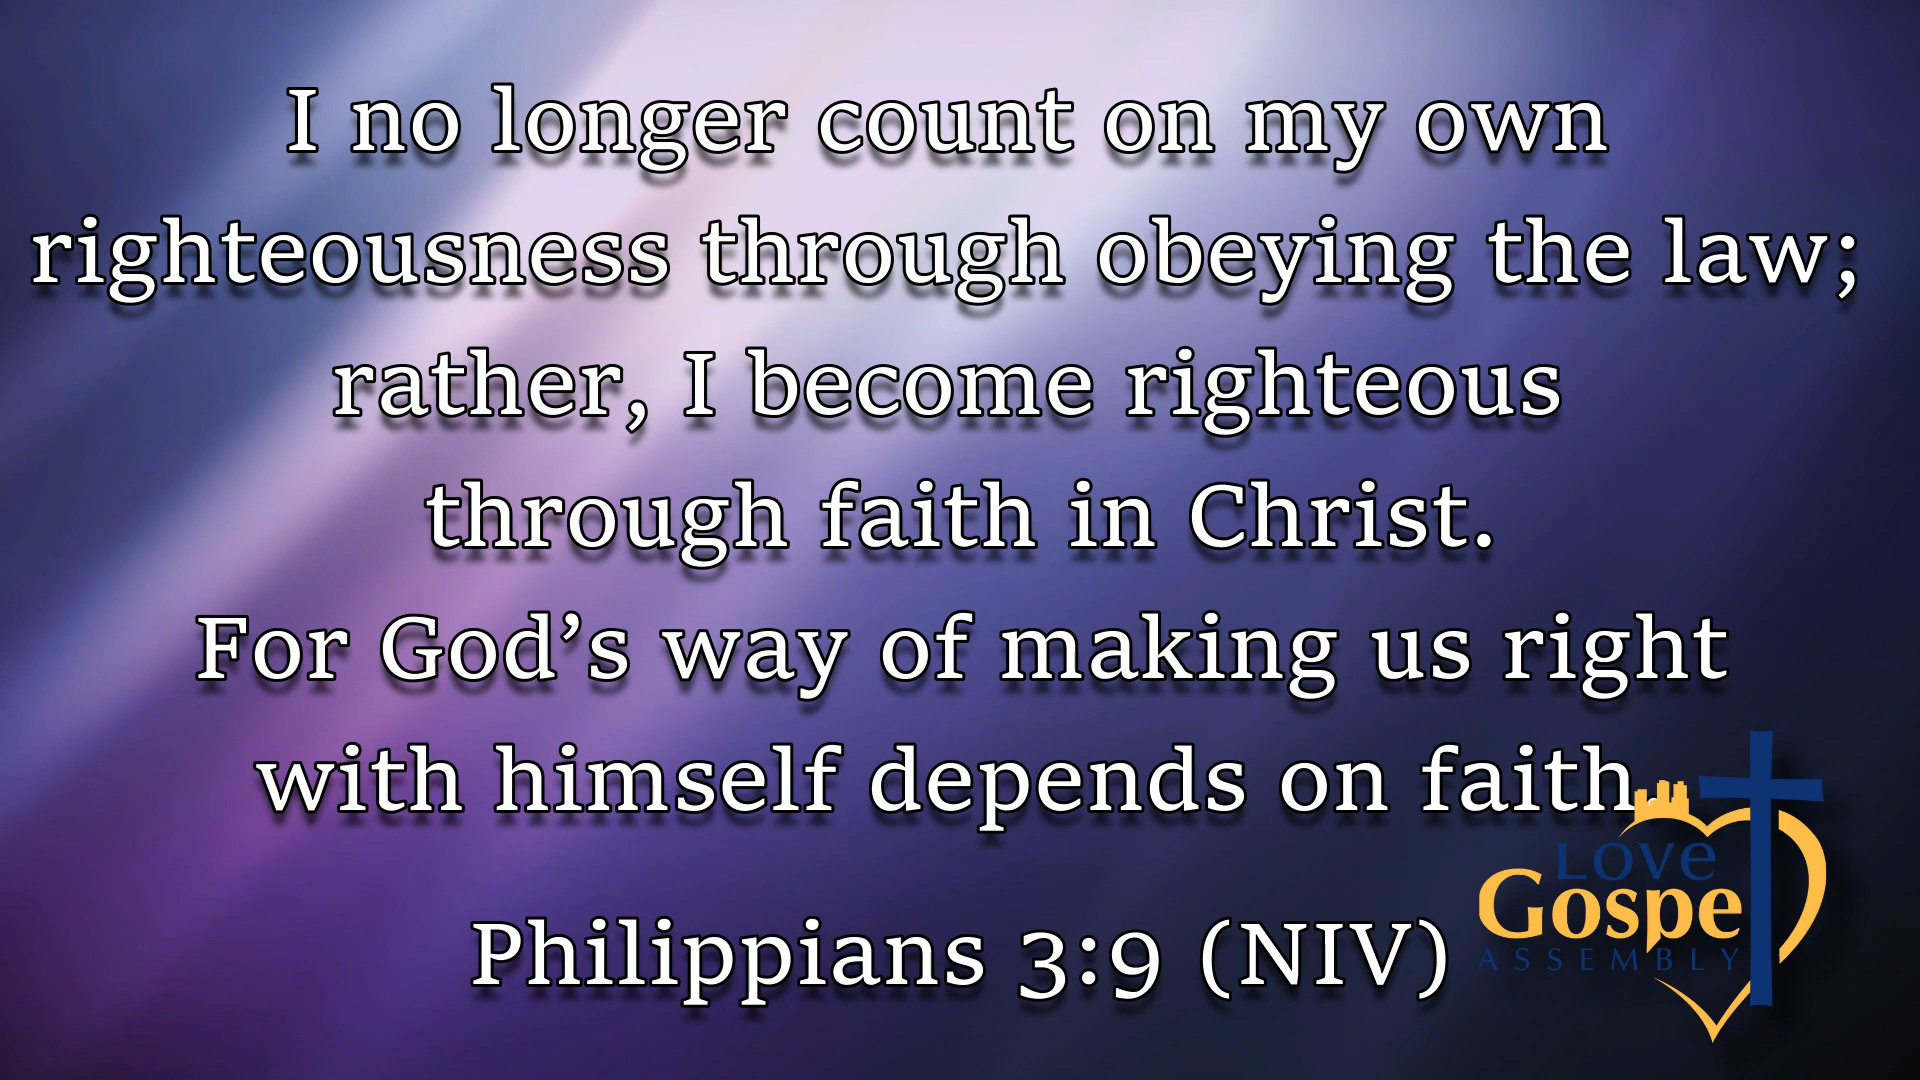 I no longer count on my own
righteousness through obeying the law;
rather, I become righteous
through faith in Christ.
For God’s way of making us right
with himself depends on faith.
Philippians 3:9 (NIV)
LOVE
Gospel
ASSEMBLY